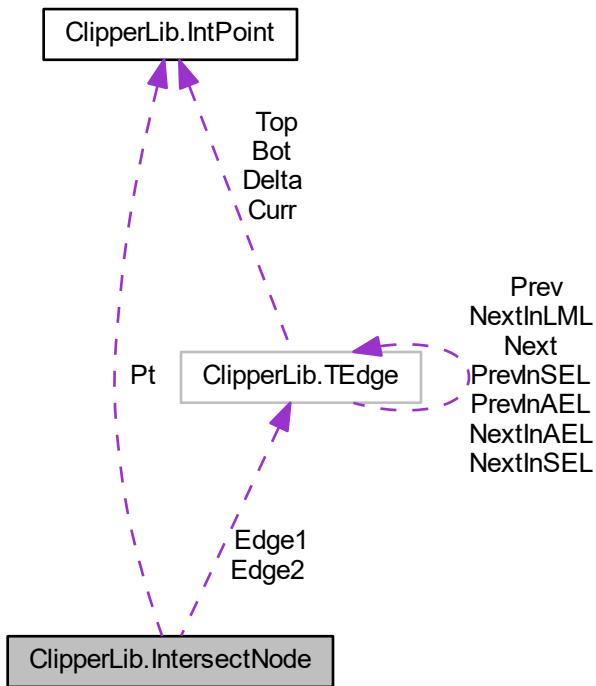 ClipperLib.IntPoint
Top
Bot
Delta
Curr
Prev
NextInLML
Next
PrevInSEL
PrevInAEL
NextInAEL
NextInSEL
Pt
ClipperLib.TEdge
Edge1
Edge2
ClipperLib.IntersectNode